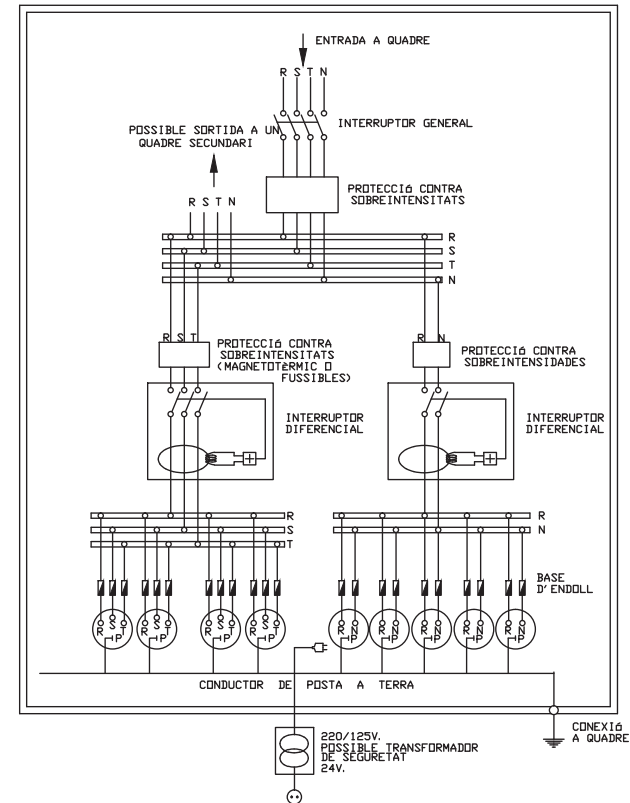 ENTRADA A QUADRE
R S T N
INTERRUPTOR GENERAL
POSSIBLE SORTIDA A UN
QUADRE SECUNDARI
PROTECCIó CONTRA
SOBREINTENSITATS
R S T N
R
S
T
N
R S T
PROTECCIó CONTRA
SOBREINTENSITATS
(MAGNETOTÈRMIC O
FUSSIBLES)
R N
PROTECCIó CONTRA
SOBREINTENSIDADES
INTERRUPTOR
DIFERENCIAL
INTERRUPTOR
DIFERENCIAL
R
S
T
R
N
BASE
D'ENDOLL
R S T P
R S T P
R S T P
R S T P
R N P
R N P
R N P
R N P
R N P
CONDUCTOR DE POSTA A TERRA
CONEXIó
A QUADRE
220/125V.
POSSIBLE TRANSFORMADOR
DE SEGURETAT
24V.